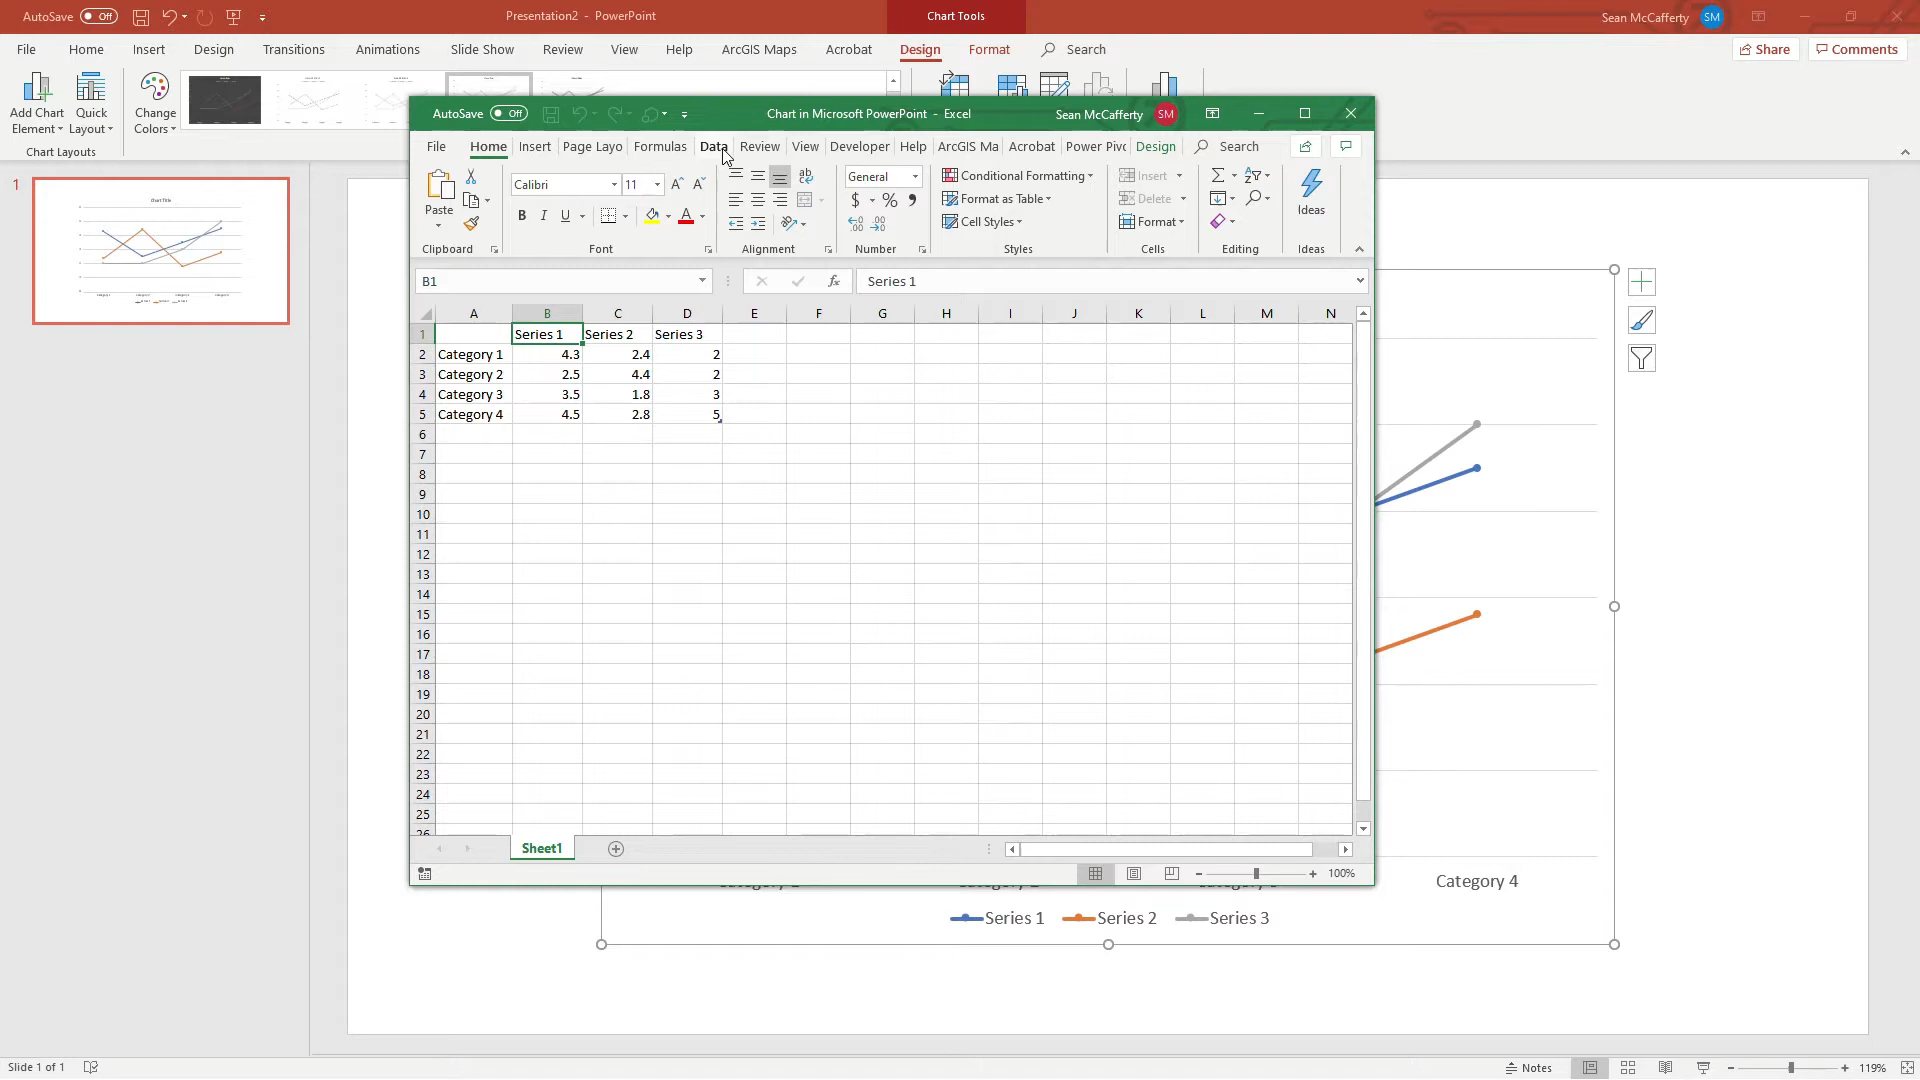 AutoSave Off Presentation2 - PowerPoint Chart Tools Sean McCafferty SM
File Home Insert Design Transitions Animations Slide Show Review View Help ArcGIS Maps Acrobat Design Format Search Share Comments
Add Chart Element Quick Layout Change Colors
Chart Layouts
AutoSave Off Chart in Microsoft PowerPoint - Excel Sean McCafferty SM
File Home Insert Page Layo Formulas Data Review View Developer Help ArcGIS Ma Acrobat Power Pivc Design Search
Paste Calibri 11 General Conditional Formatting Insert Ideas
B I U A $ % Format as Table Delete
Cell Styles Format
Clipboard Font Alignment Number Styles Cells Editing Ideas
B1 fx Series 1
A B C D E F G H I J K L M N
1 Series 1 Series 2 Series 3
2 Category 1 4.3 2.4 2
3 Category 2 2.5 4.4 2
4 Category 3 3.5 1.8 3
5 Category 4 4.5 2.8 5
6
7
8
9
10
11
12
13
14
15
16
17
18
19
20
21
22
23
24
25
26
Sheet1
100%
1
Chart Title
Category 4
Series 1 Series 2 Series 3
Slide 1 of 1 Notes 119%